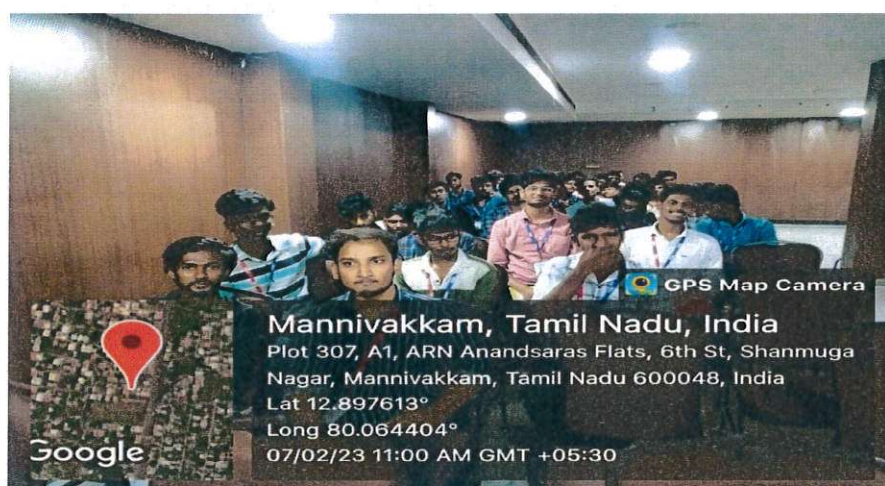 GPS Map Camera
Mannivakkam, Tamil Nadu, India
Plot 307, A1, ARN Anandsaras Flats, 6th St, Shanmuga
Nagar, Mannivakkam, Tamil Nadu 600048, India
Lat 12.897613°
Long 80.064404°
07/02/23 11:00 AM GMT +05:30
Google